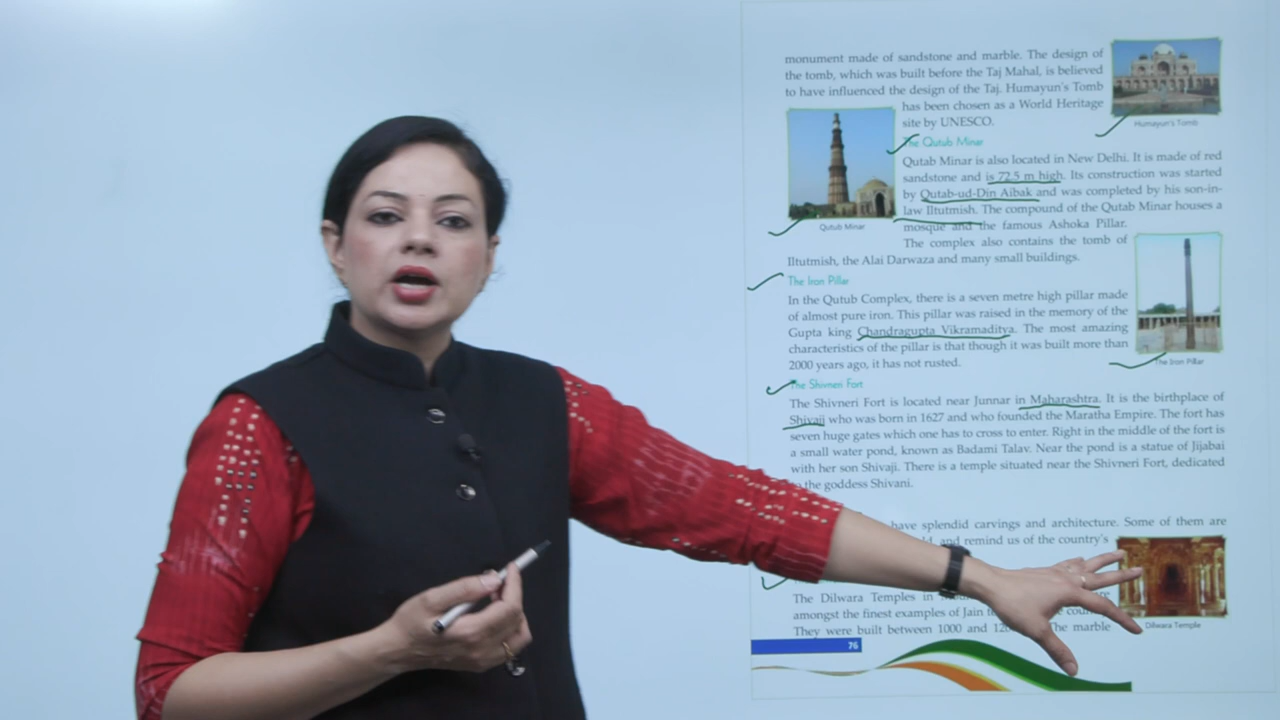 monument made of sandstone and marble. The design of
the tomb, which was built before the Taj Mahal, is believed
to have influenced the design of the Taj. Humayun's Tomb
has been chosen as a World Heritage
site by UNESCO.
Humayun's Tomb
The Qutub Minar
Qutab Minar is also located in New Delhi. It is made of red
sandstone and is 72.5 m high. Its construction was started
by Qutab-ud-Din Aibak and was completed by his son-in-
law Iltutmish. The compound of the Qutab Minar houses a
mosque and the famous Ashoka Pillar.
The complex also contains the tomb of
Iltutmish, the Alai Darwaza and many small buildings.
Qutub Minar
The Iron Pillar
In the Qutub Complex, there is a seven metre high pillar made
of almost pure iron. This pillar was raised in the memory of the
Gupta king Chandragupta Vikramaditya. The most amazing
characteristics of the pillar is that though it was built more than
2000 years ago, it has not rusted.
The Iron Pillar
The Shivneri Fort
The Shivneri Fort is located near Junnar in Maharashtra. It is the birthplace of
Shivaji who was born in 1627 and who founded the Maratha Empire. The fort has
seven huge gates which one has to cross to enter. Right in the middle of the fort is
a small water pond, known as Badami Talav. Near the pond is a statue of Jijabai
with her son Shivaji. There is a temple situated near the Shivneri Fort, dedicated
the goddess Shivani.
have splendid carvings and architecture. Some of them are
and remind us of the country's
The Dilwara Temples in
amongst the finest examples of Jain
They were built between 1000 and The marble
Dilwara Temple
76